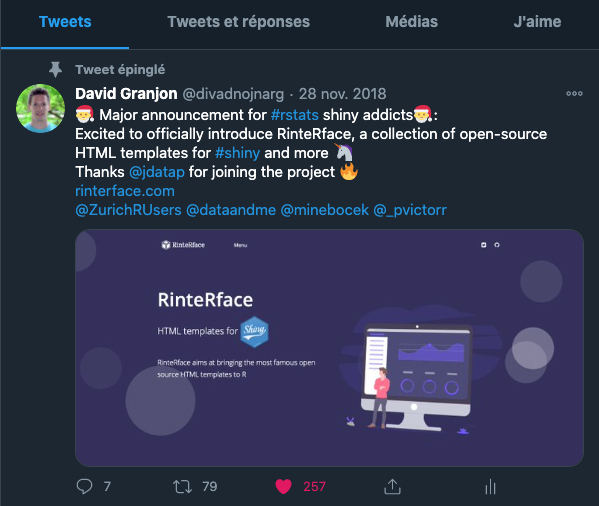 Tweets Tweets et réponses Médias J'aime
Tweet épinglé
David Granjon @divadnojnarg · 28 nov. 2018
🎅 Major announcement for #rstats shiny addicts🎅:
Excited to officially introduce RinteRface, a collection of open-source
HTML templates for #shiny and more 🦄
Thanks @jdatap for joining the project 🔥
rinterface.com
@ZurichRUsers @dataandme @minebocek @_pvictorr
RinteRface Menu
RinteRface
HTML templates for Shiny
RinteRface aims at bringing the most famous open
source HTML templates to R
7 79 257